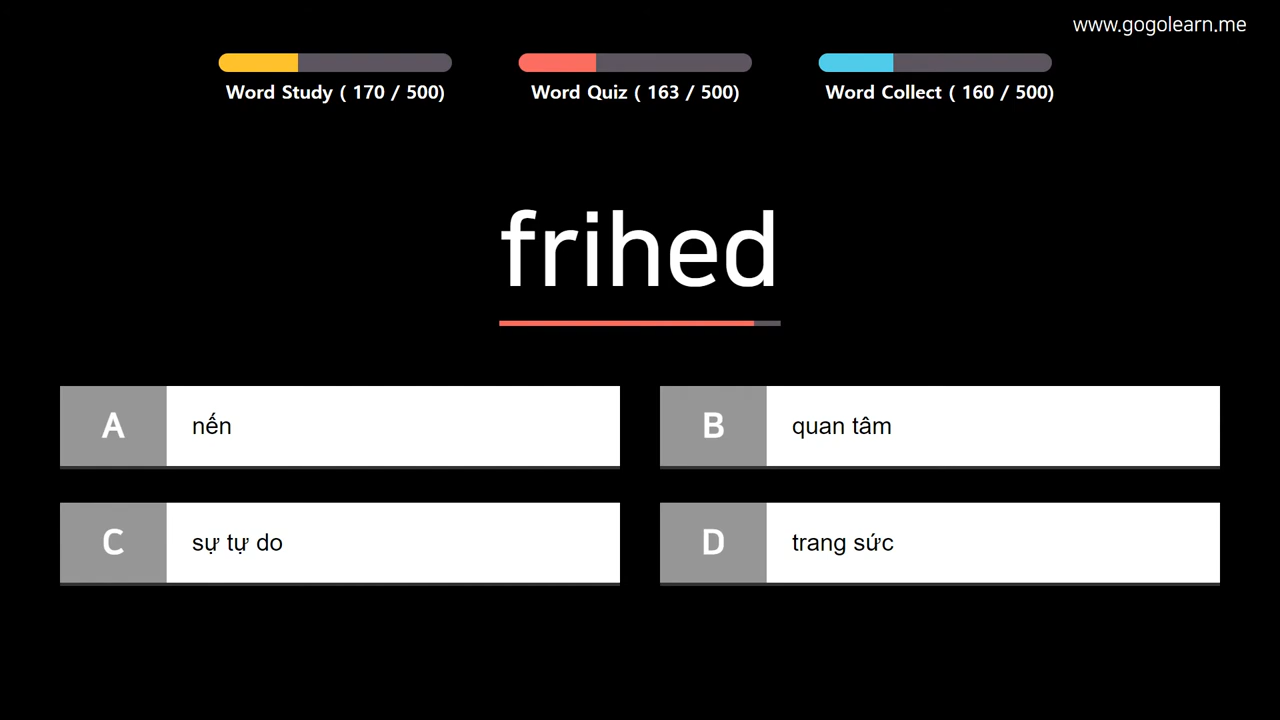 www.gogolearn.me
Word Study ( 170 / 500)
Word Quiz ( 163 / 500)
Word Collect ( 160 / 500)
frihed
A nến
B quan tâm
C sự tự do
D trang sức